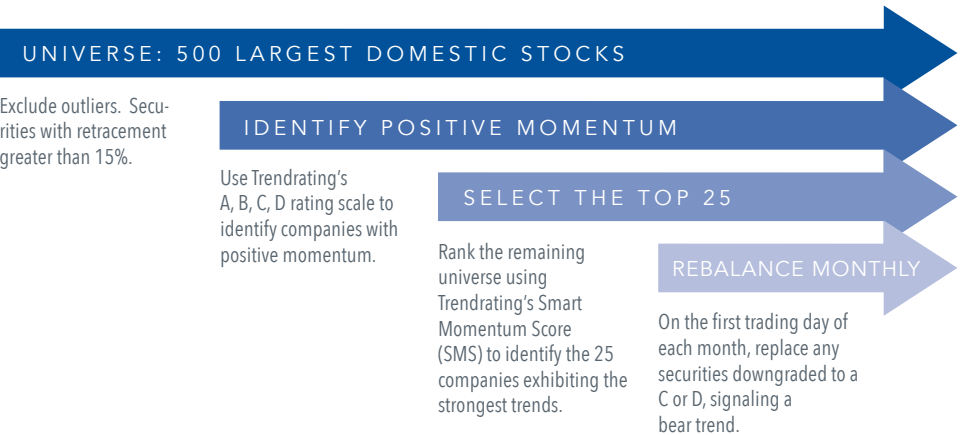 UNIVERSE: 500 LARGEST DOMESTIC STOCKS
Exclude outliers. Secu-
rities with retracement
greater than 15%.
IDENTIFY POSITIVE MOMENTUM
Use Trendrating's
A, B, C, D rating scale to
identify companies with
positive momentum.
SELECT THE TOP 25
Rank the remaining
universe using
Trendrating's Smart
Momentum Score
(SMS) to identify the 25
companies exhibiting the
strongest trends.
REBALANCE MONTHLY
On the first trading day of
each month, replace any
securities downgraded to a
C or D, signaling a
bear trend.